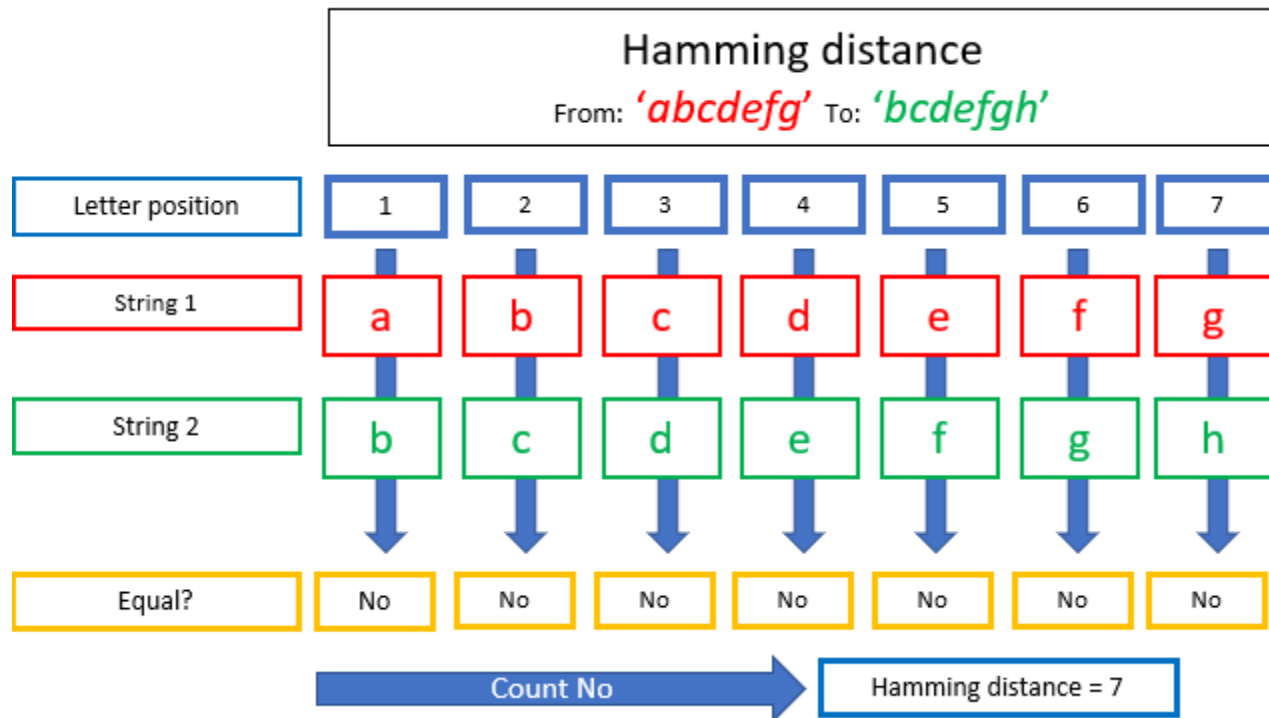 Hamming distance
From: ‘abcdefg’ To: ‘bcdefgh’
Letter position 1 2 3 4 5 6 7
String 1 a b c d e f g
String 2 b c d e f g h
Equal? No No No No No No No
Count No Hamming distance = 7